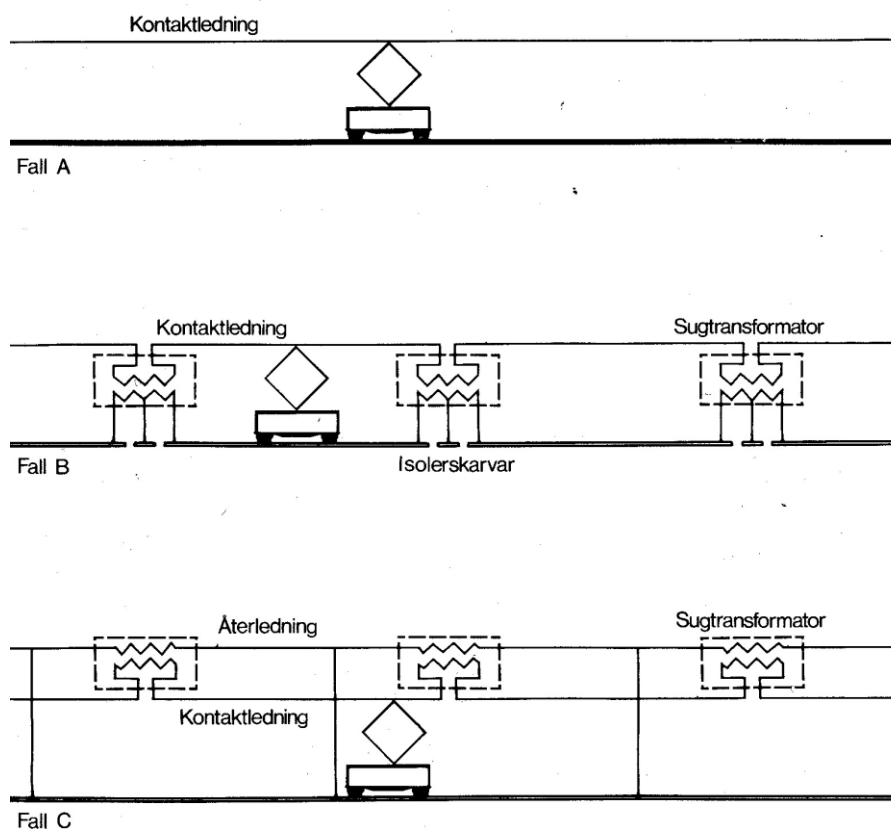 Kontaktledning
Fall A
Kontaktledning Sugtransformator
Fall B
Isolerskarvar
Återledning Sugtransformator
Kontaktledning
Fall C